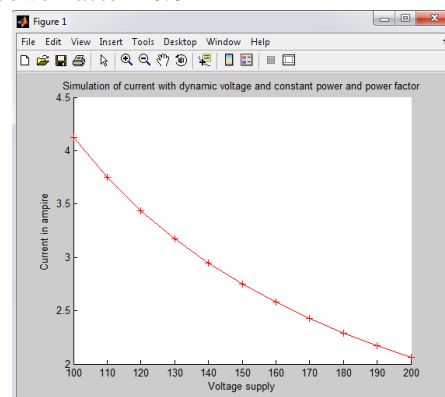 Figure 1
File Edit View Insert Tools Desktop Window Help
Simulation of current with dynamic voltage and constant power and power factor
4.5
4
3.5
3
2.5
2
Current in ampire
100 110 120 130 140 150 160 170 180 190 200
Voltage supply